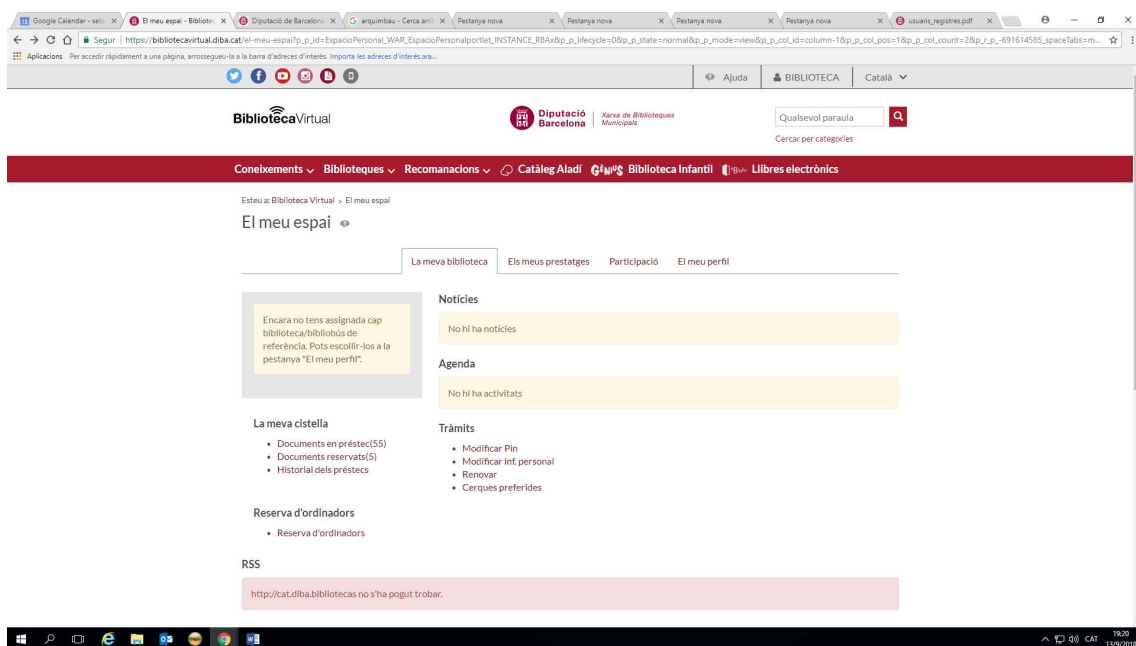 Google Calendar - sete
El meu espai - Bibliotec
Diputació de Barcelona
arquimbau - Cerca amb
Pestanya nova
Pestanya nova
Pestanya nova
Pestanya nova
usuaris_registres.pdf
Segur
https://bibliotecavirtual.diba.cat/el-meu-espai?p_p_id=EspacioPersonal_WAR_EspacioPersonalportlet_INSTANCE_R8Ax&p_p_lifecycle=0&p_p_state=normal&p_p_mode=view&p_p_col_id=column-1&p_p_col_pos=1&p_p_col_count=2&p_r_p_-691614585_spaceTabs=m...
Aplicacions Per accedir ràpidament a una pàgina, arrossegueu-la a la barra d'adreces d'interès. Importa les adreces d'interès ara...
Ajuda
BIBLIOTECA
Català
BibliotecaVirtual
Diputació
Barcelona
Xarxa de Biblioteques
Municipals
Qualsevol paraula
Cercar per categories
Coneixements Biblioteques Recomanacions Catàleg Aladí GÈNIUS Biblioteca Infantil Llibres electrònics
Esteu a: Biblioteca Virtual > El meu espai
El meu espai
La meva biblioteca Els meus prestatges Participació El meu perfil
Encara no tens assignada cap
biblioteca/bibliobús de
referència. Pots escollir-los a la
pestanya "El meu perfil".
Notícies
No hi ha notícies
Agenda
No hi ha activitats
La meva cistella
Documents en préstec(55)
Documents reservats(5)
Historial dels préstecs
Tràmits
Modificar Pin
Modificar inf. personal
Renovar
Cerques preferides
Reserva d'ordinadors
Reserva d'ordinadors
RSS
http://cat.diba.bibliotecas no s'ha pogut trobar.
CAT
19:20
13/9/2018